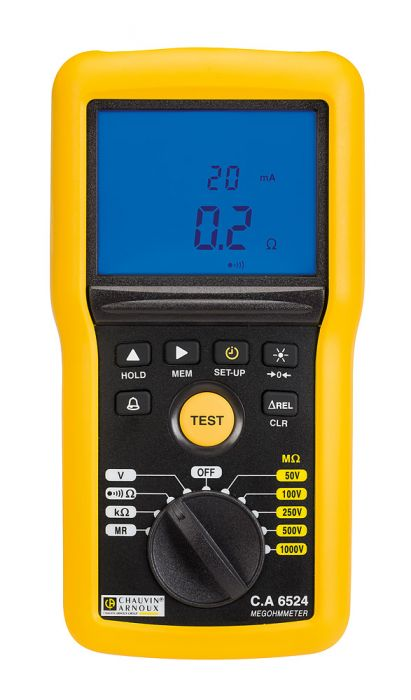 20 mA
0.2 Ω
•)))
HOLD MEM SET-UP ➔0←
TEST
ΔREL
CLR
MΩ
OFF
V 50V
•))) Ω 100V
kΩ 250V
MR 500V
1000V
CHAUVIN®
ARNOUX
C.A 6524
MEGOHMMETER